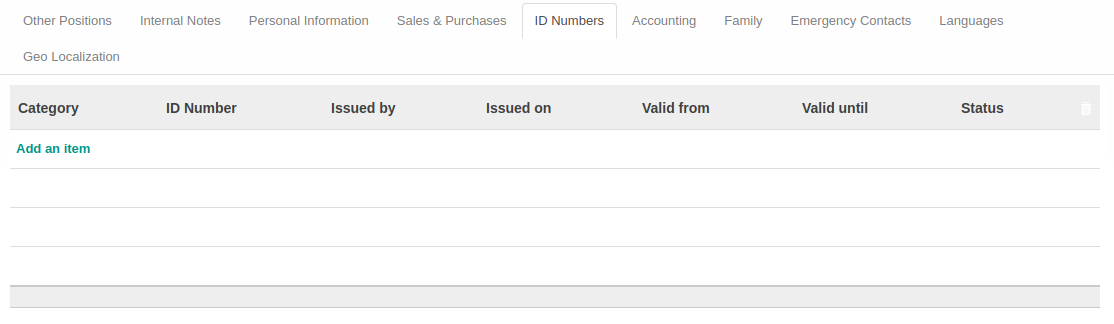 Other Positions Internal Notes Personal Information Sales & Purchases ID Numbers Accounting Family Emergency Contacts Languages
Geo Localization
Category ID Number Issued by Issued on Valid from Valid until Status
Add an item